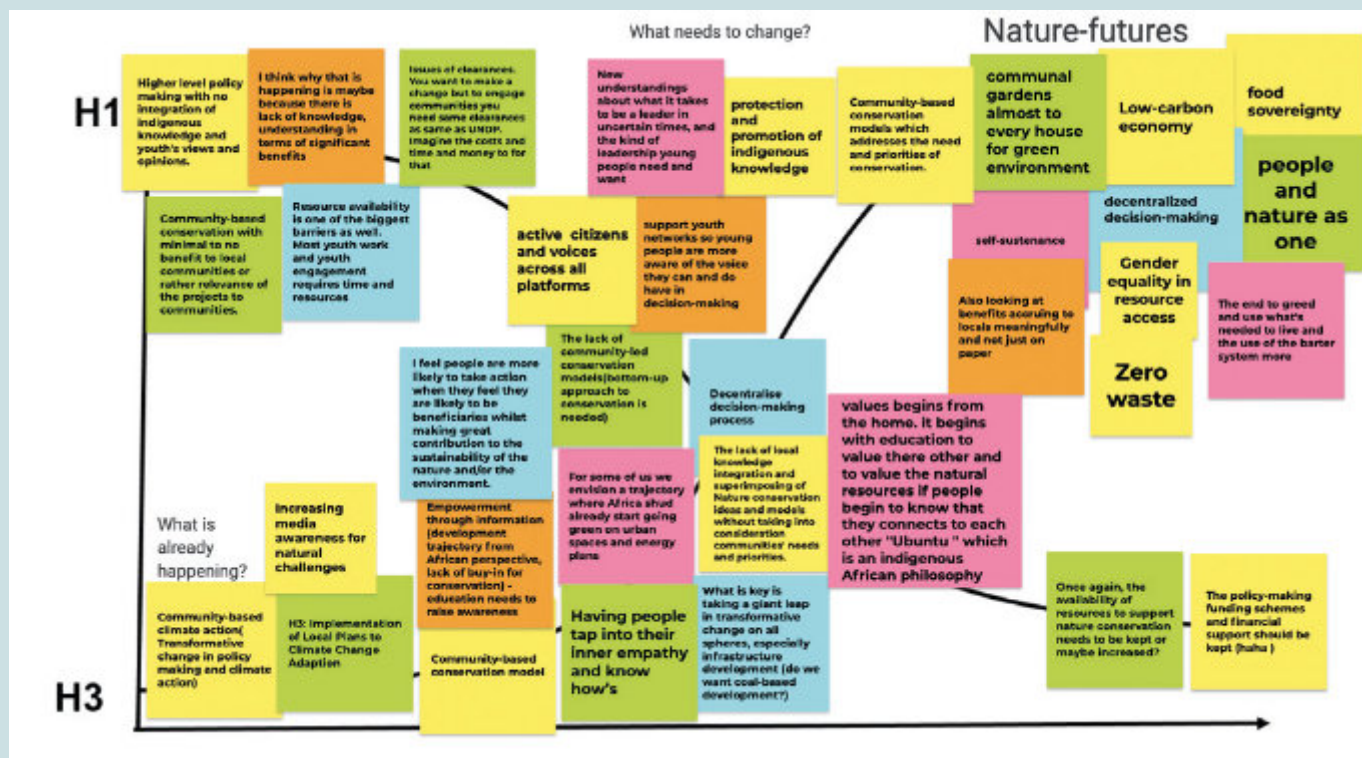 What needs to change?
Nature-futures
H1
Higher level policy
making with no
integration of
indigenous
knowledge and
youth's views and
opinions.
I think why that is
happening is maybe
because there is
lack of knowledge,
understanding in
terms of significant
benefits
Issues of clearances.
You want to make a
change but to engage
communities you
need same clearances
as same as UNDP.
Imagine the costs and
time and money to for
that
New
understandings
about what it takes
to be a leader in
uncertain times, and
the kind of
leadership young
people need and
want
protection
and
promotion of
indigenous
knowledge
Community-based
conservation
models which
addresses the need
and priorities of
conservation.
communal
gardens
almost to
every house
for green
environment
Low-carbon
economy
food
sovereignty
people
and
nature as
one
Community-based
conservation with
minimal to no
benefit to local
communities or
rather relevance of
the projects to
communities.
Resource availability
is one of the biggest
barriers as well.
Most youth work
and youth
engagement
requires time and
resources
active citizens
and voices
across all
platforms
support youth
networks so young
people are more
aware of the voice
they can and do
have in
decision-making
self-sustenance
decentralized
decision-making
Gender
equality in
resource
access
Also looking at
benefits accruing to
locals meaningfully
and not just on
paper
The end to greed
and use what's
needed to live and
the use of the barter
system more
Zero
waste
I feel people are more
likely to take action
when they feel they
are likely to be
beneficiaries whilst
making great
contribution to the
sustainability of the
nature and/or the
environment.
The lack of
community-led
conservation
models(bottom-up
approach to
conservation is
needed)
Decentralise
decision-making
process
values begins from
the home. it begins
with education to
value there other and
to value the natural
resources if people
begin to know that
they connects to each
other "Ubuntu " which
is an indigenous
African philosophy
The lack of local
knowledge
integration and
superimposing of
Nature conservation
ideas and models
without taking into
consideration
communities' needs
and priorities.
For some of us we
envision a trajectory
where Africa shud
already start going
green on urban
spaces and energy
plans
What is
already
happening?
Increasing
media
awareness for
natural
challenges
Empowerment
through information
(development
trajectory from
African perspective,
lack of buy-in for
conservation) -
education needs to
raise awareness
Community-based
climate action(
Transformative
change in policy
making and climate
action)
H3: Implementation
of Local Plans to
Climate Change
Adaption
Community-based
conservation model
Having people
tap into their
inner empathy
and know
how's
What is key is
taking a giant leap
in transformative
change on all
spheres, especially
infrastructure
development (do we
want coal-based
development?)
Once again, the
availability of
resources to support
nature conservation
needs to be kept or
maybe increased?
The policy-making
funding schemes
and financial
support should be
kept (haha )
H3